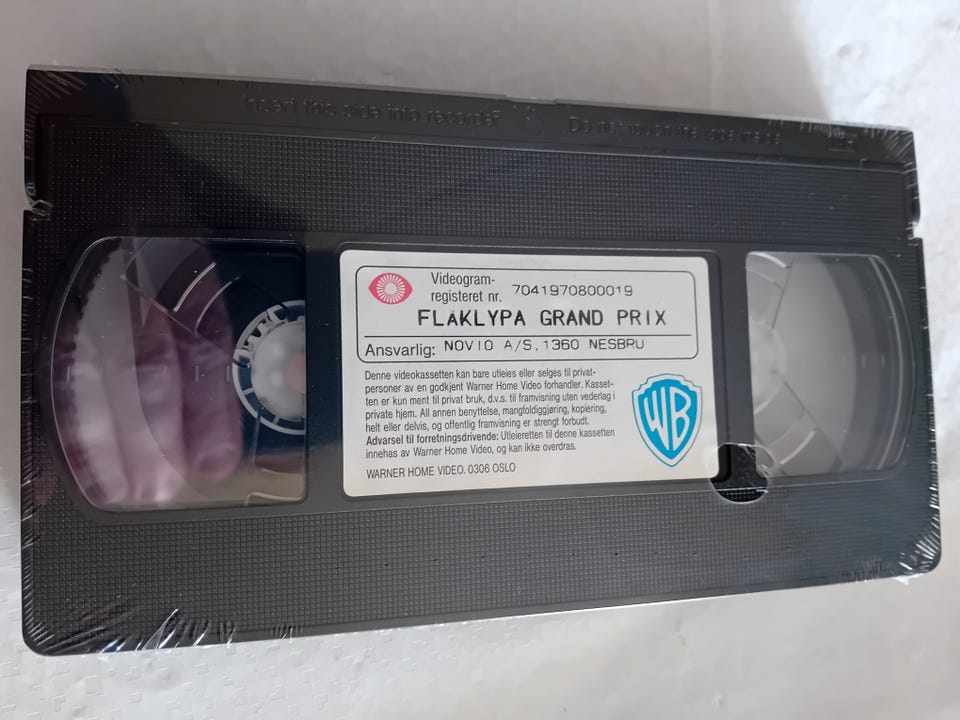 Insert this side into recorder
Do not touch the tape inside
Videogram-
registeret nr. 7041970800019
FLAKLYPA GRAND PRIX
Ansvarlig: NOVIO A/S, 1360 NESBRU
Denne videokassetten kan bare utleies eller selges til privat-
personer av en godkjent Warner Home Video forhandler. Kasset-
ten er kun ment til privat bruk, d.v.s. til framvisning uten vederlag i
private hjem. All annen benyttelse, mangfoldiggjøring, kopiering,
helt eller delvis, og offentlig framvisning er strengt forbudt.
Advarsel til forretningsdrivende: Utleieretten til denne kassetten
innehas av Warner Home Video, og kan ikke overdras.
WARNER HOME VIDEO. 0306 OSLO
WB